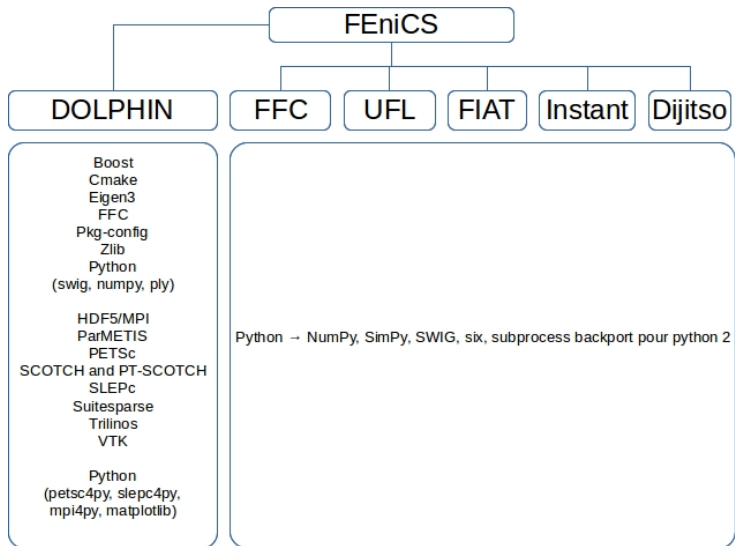 FEniCS
DOLPHIN
FFC
UFL
FIAT
Instant
Dijitso
Boost
Cmake
Eigen3
FFC
Pkg-config
Zlib
Python
(swig, numpy, ply)
HDF5/MPI
ParMETIS
PETSc
SCOTCH and PT-SCOTCH
SLEPc
Suitesparse
Trilinos
VTK
Python
(petsc4py, slepc4py,
mpi4py, matplotlib)
Python → NumPy, SimPy, SWIG, six, subprocess backport pour python 2